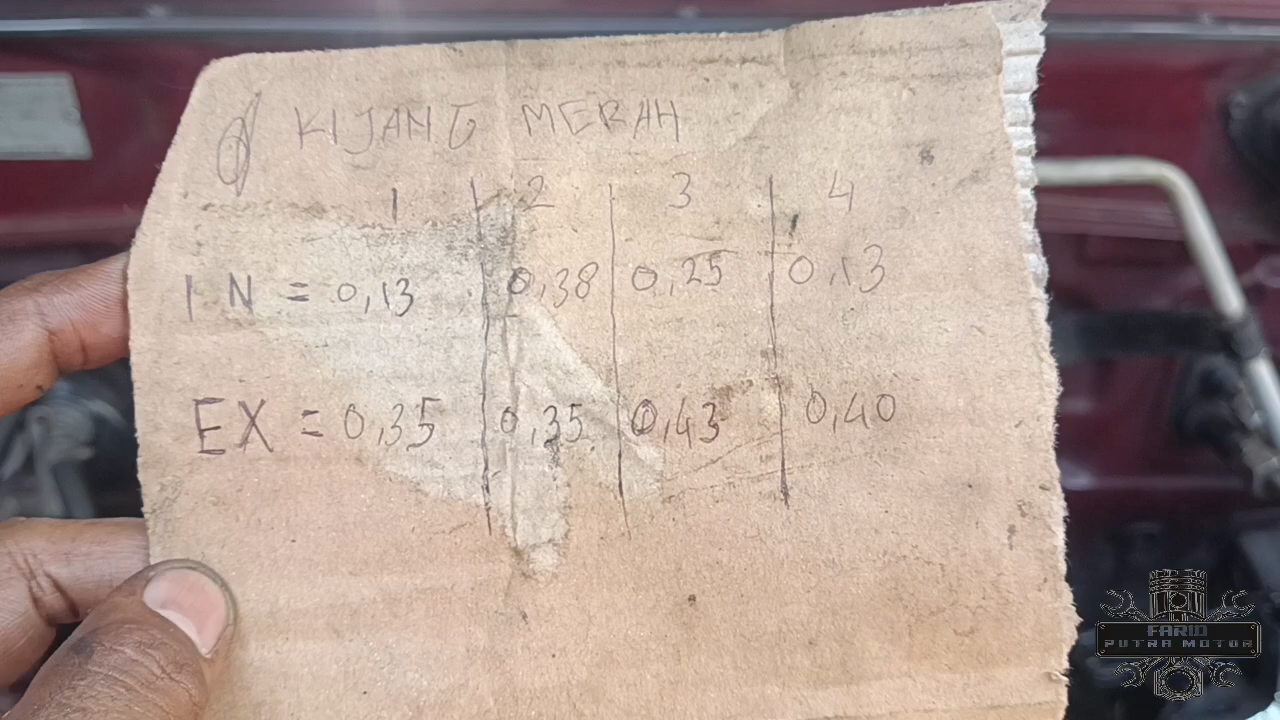 KIJANG MERAH
1 2 3 4
IN = 0,13 0,38 0,25 0,13
EX = 0,35 0,35 0,43 0,40
FARID
PUTRA MOTOR